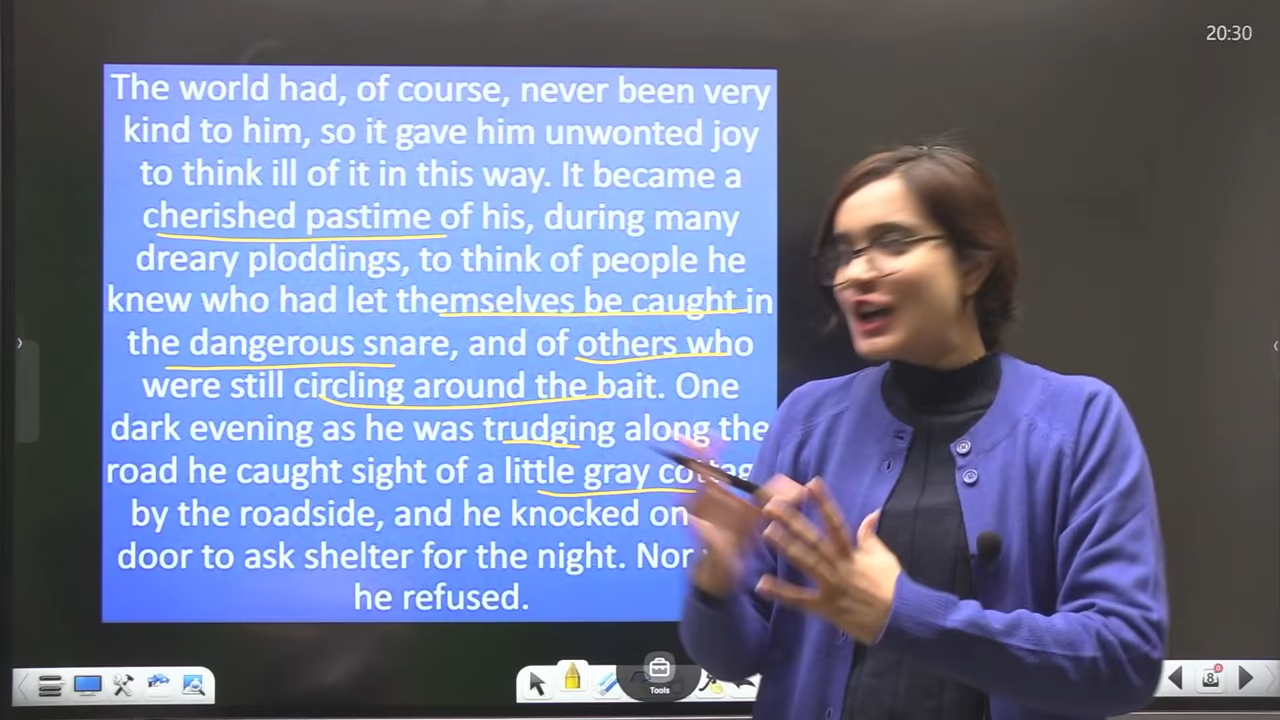 20:30
The world had, of course, never been very
kind to him, so it gave him unwonted joy
to think ill of it in this way. It became a
cherished pastime of his, during many
dreary ploddings, to think of people he
knew who had let themselves be caught in
the dangerous snare, and of others who
were still circling around the bait. One
dark evening as he was trudging along the
road he caught sight of a little gray
by the roadside, and he knocked on
door to ask shelter for the night. Nor
he refused.
Tools
8